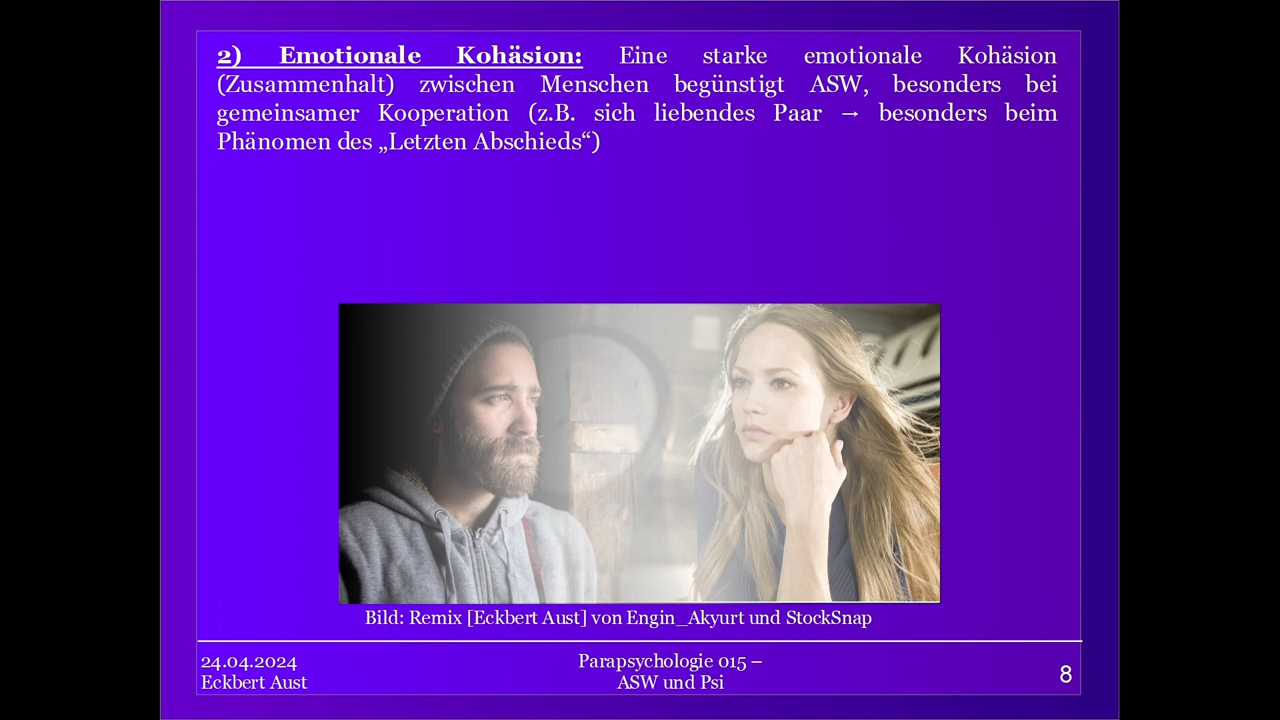 2) Emotionale Kohäsion: Eine starke emotionale Kohäsion
(Zusammenhalt) zwischen Menschen begünstigt ASW, besonders bei
gemeinsamer Kooperation (z.B. sich liebendes Paar → besonders beim
Phänomen des „Letzten Abschieds“)
Bild: Remix [Eckbert Aust] von Engin_Akyurt und StockSnap
24.04.2024
Eckbert Aust
Parapsychologie 015 –
ASW und Psi
8